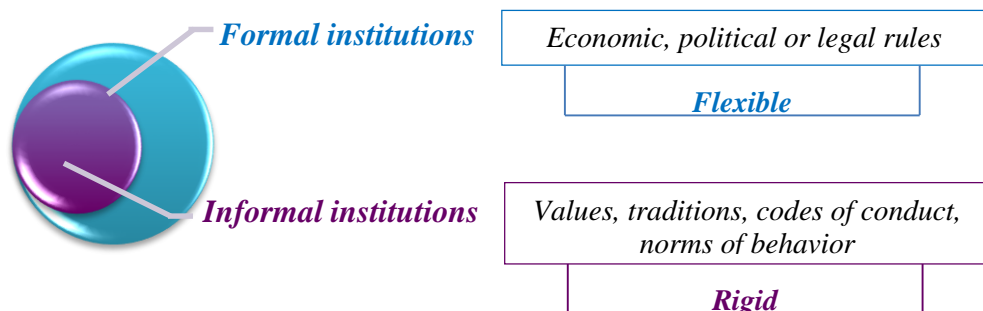 Formal institutions
Economic, political or legal rules
Flexible
Informal institutions
Values, traditions, codes of conduct,
norms of behavior
Rigid